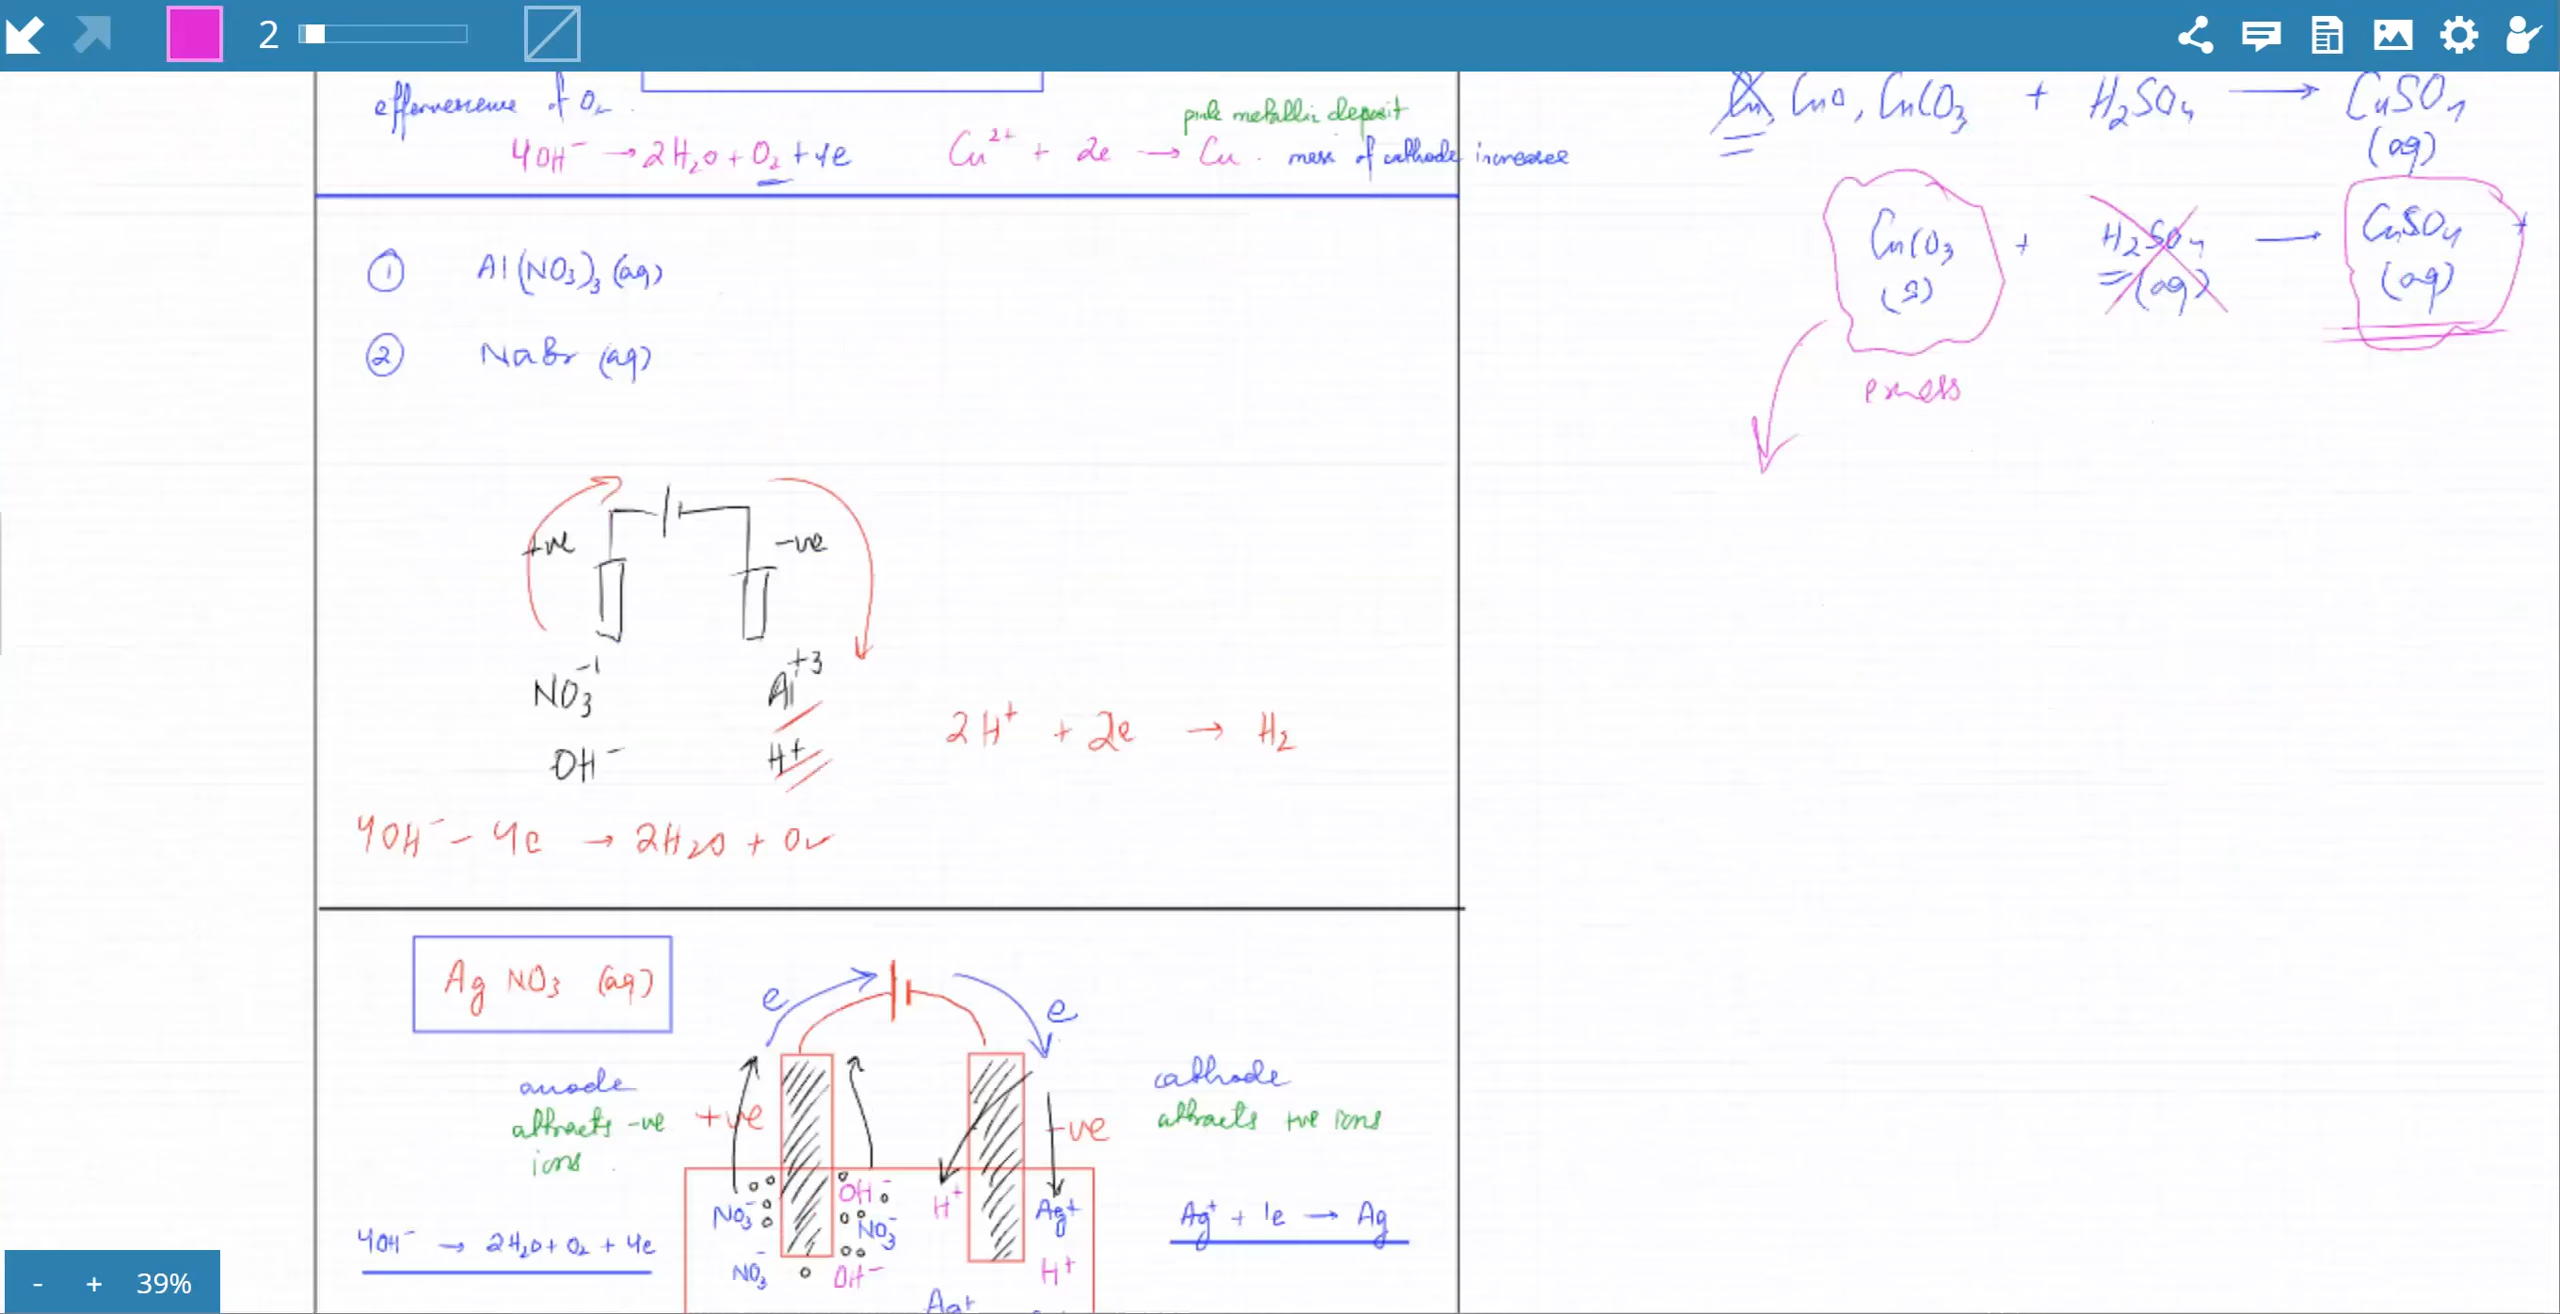 2
effervescence of O2.
pink metallic deposit
4OH⁻ → 2H2O + O2 + 4e
Cu²⁺ + 2e → Cu. mass of cathode increase
Cu, CuO, CuCO3 + H2SO4 → CuSO4
(aq)
CuCO3 + H2SO4 → CuSO4 +
(s) (aq) (aq)
excess
① Al(NO3)3 (aq)
② NaBr (aq)
+ve -ve
NO3⁻¹ Al⁺³
OH⁻ H⁺
2H⁺ + 2e → H2
4OH⁻ - 4e → 2H2O + O2
AgNO3 (aq)
e e
anode
attracts -ve
ions.
+ve
-ve
cathode
attracts +ve ions
OH⁻ H⁺
NO3⁻ NO3⁻ Ag⁺
Ag⁺ + 1e → Ag
4OH⁻ → 2H2O + O2 + 4e
NO3⁻ OH⁻ H⁺
Ag⁺
- + 39%